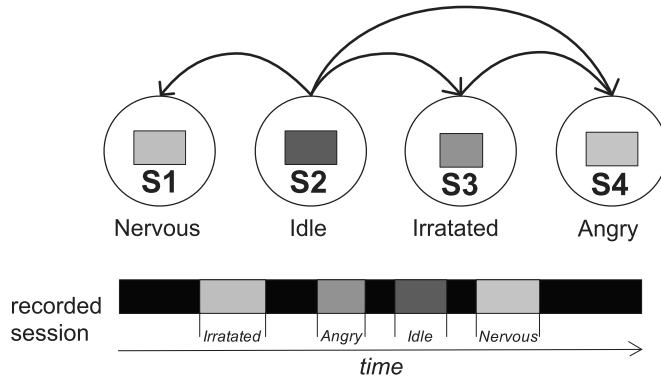 S1 S2 S3 S4
Nervous Idle Irratated Angry
recorded
session
Irratated Angry Idle Nervous
time